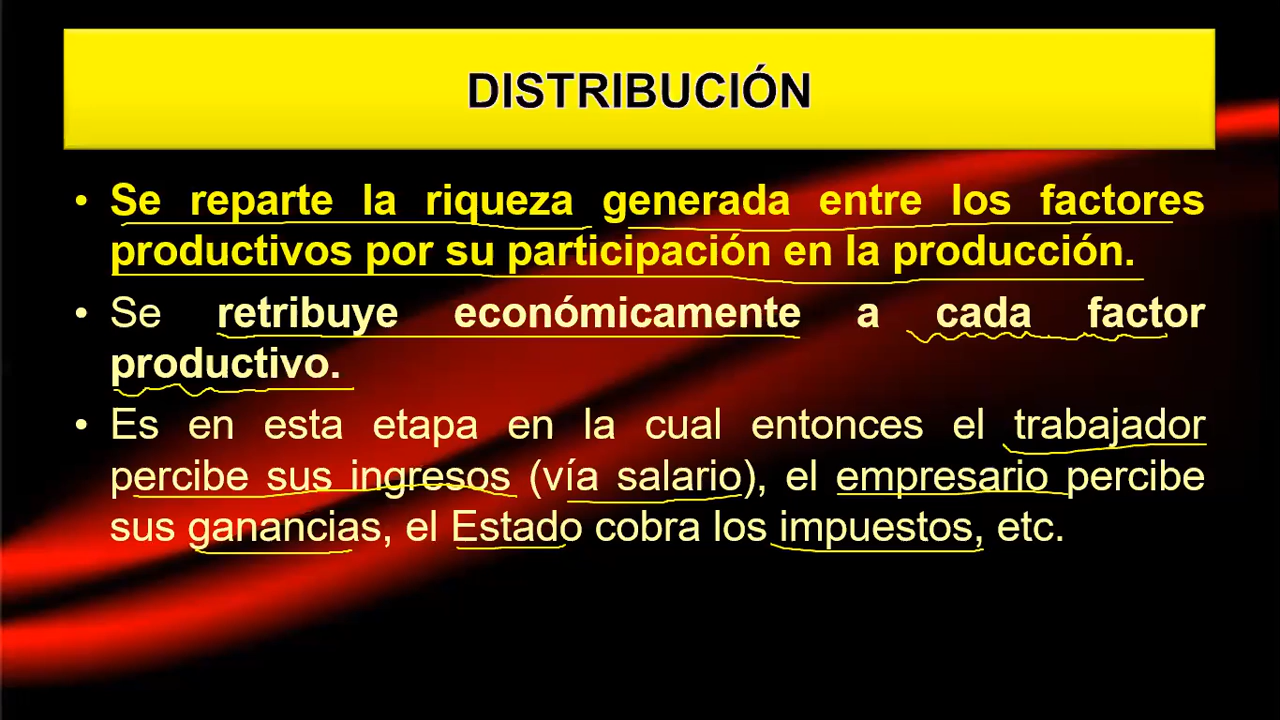 DISTRIBUCIÓN
• Se reparte la riqueza generada entre los factores
productivos por su participación en la producción.
• Se retribuye económicamente a cada factor
productivo.
• Es en esta etapa en la cual entonces el trabajador
percibe sus ingresos (vía salario), el empresario percibe
sus ganancias, el Estado cobra los impuestos, etc.